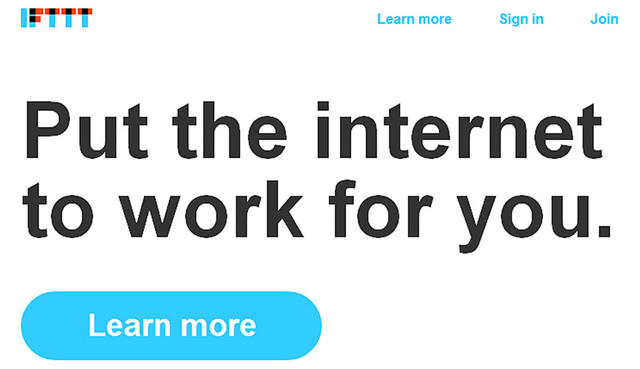 IFTTT Learn more Sign in Join
Put the internet
to work for you.
Learn more